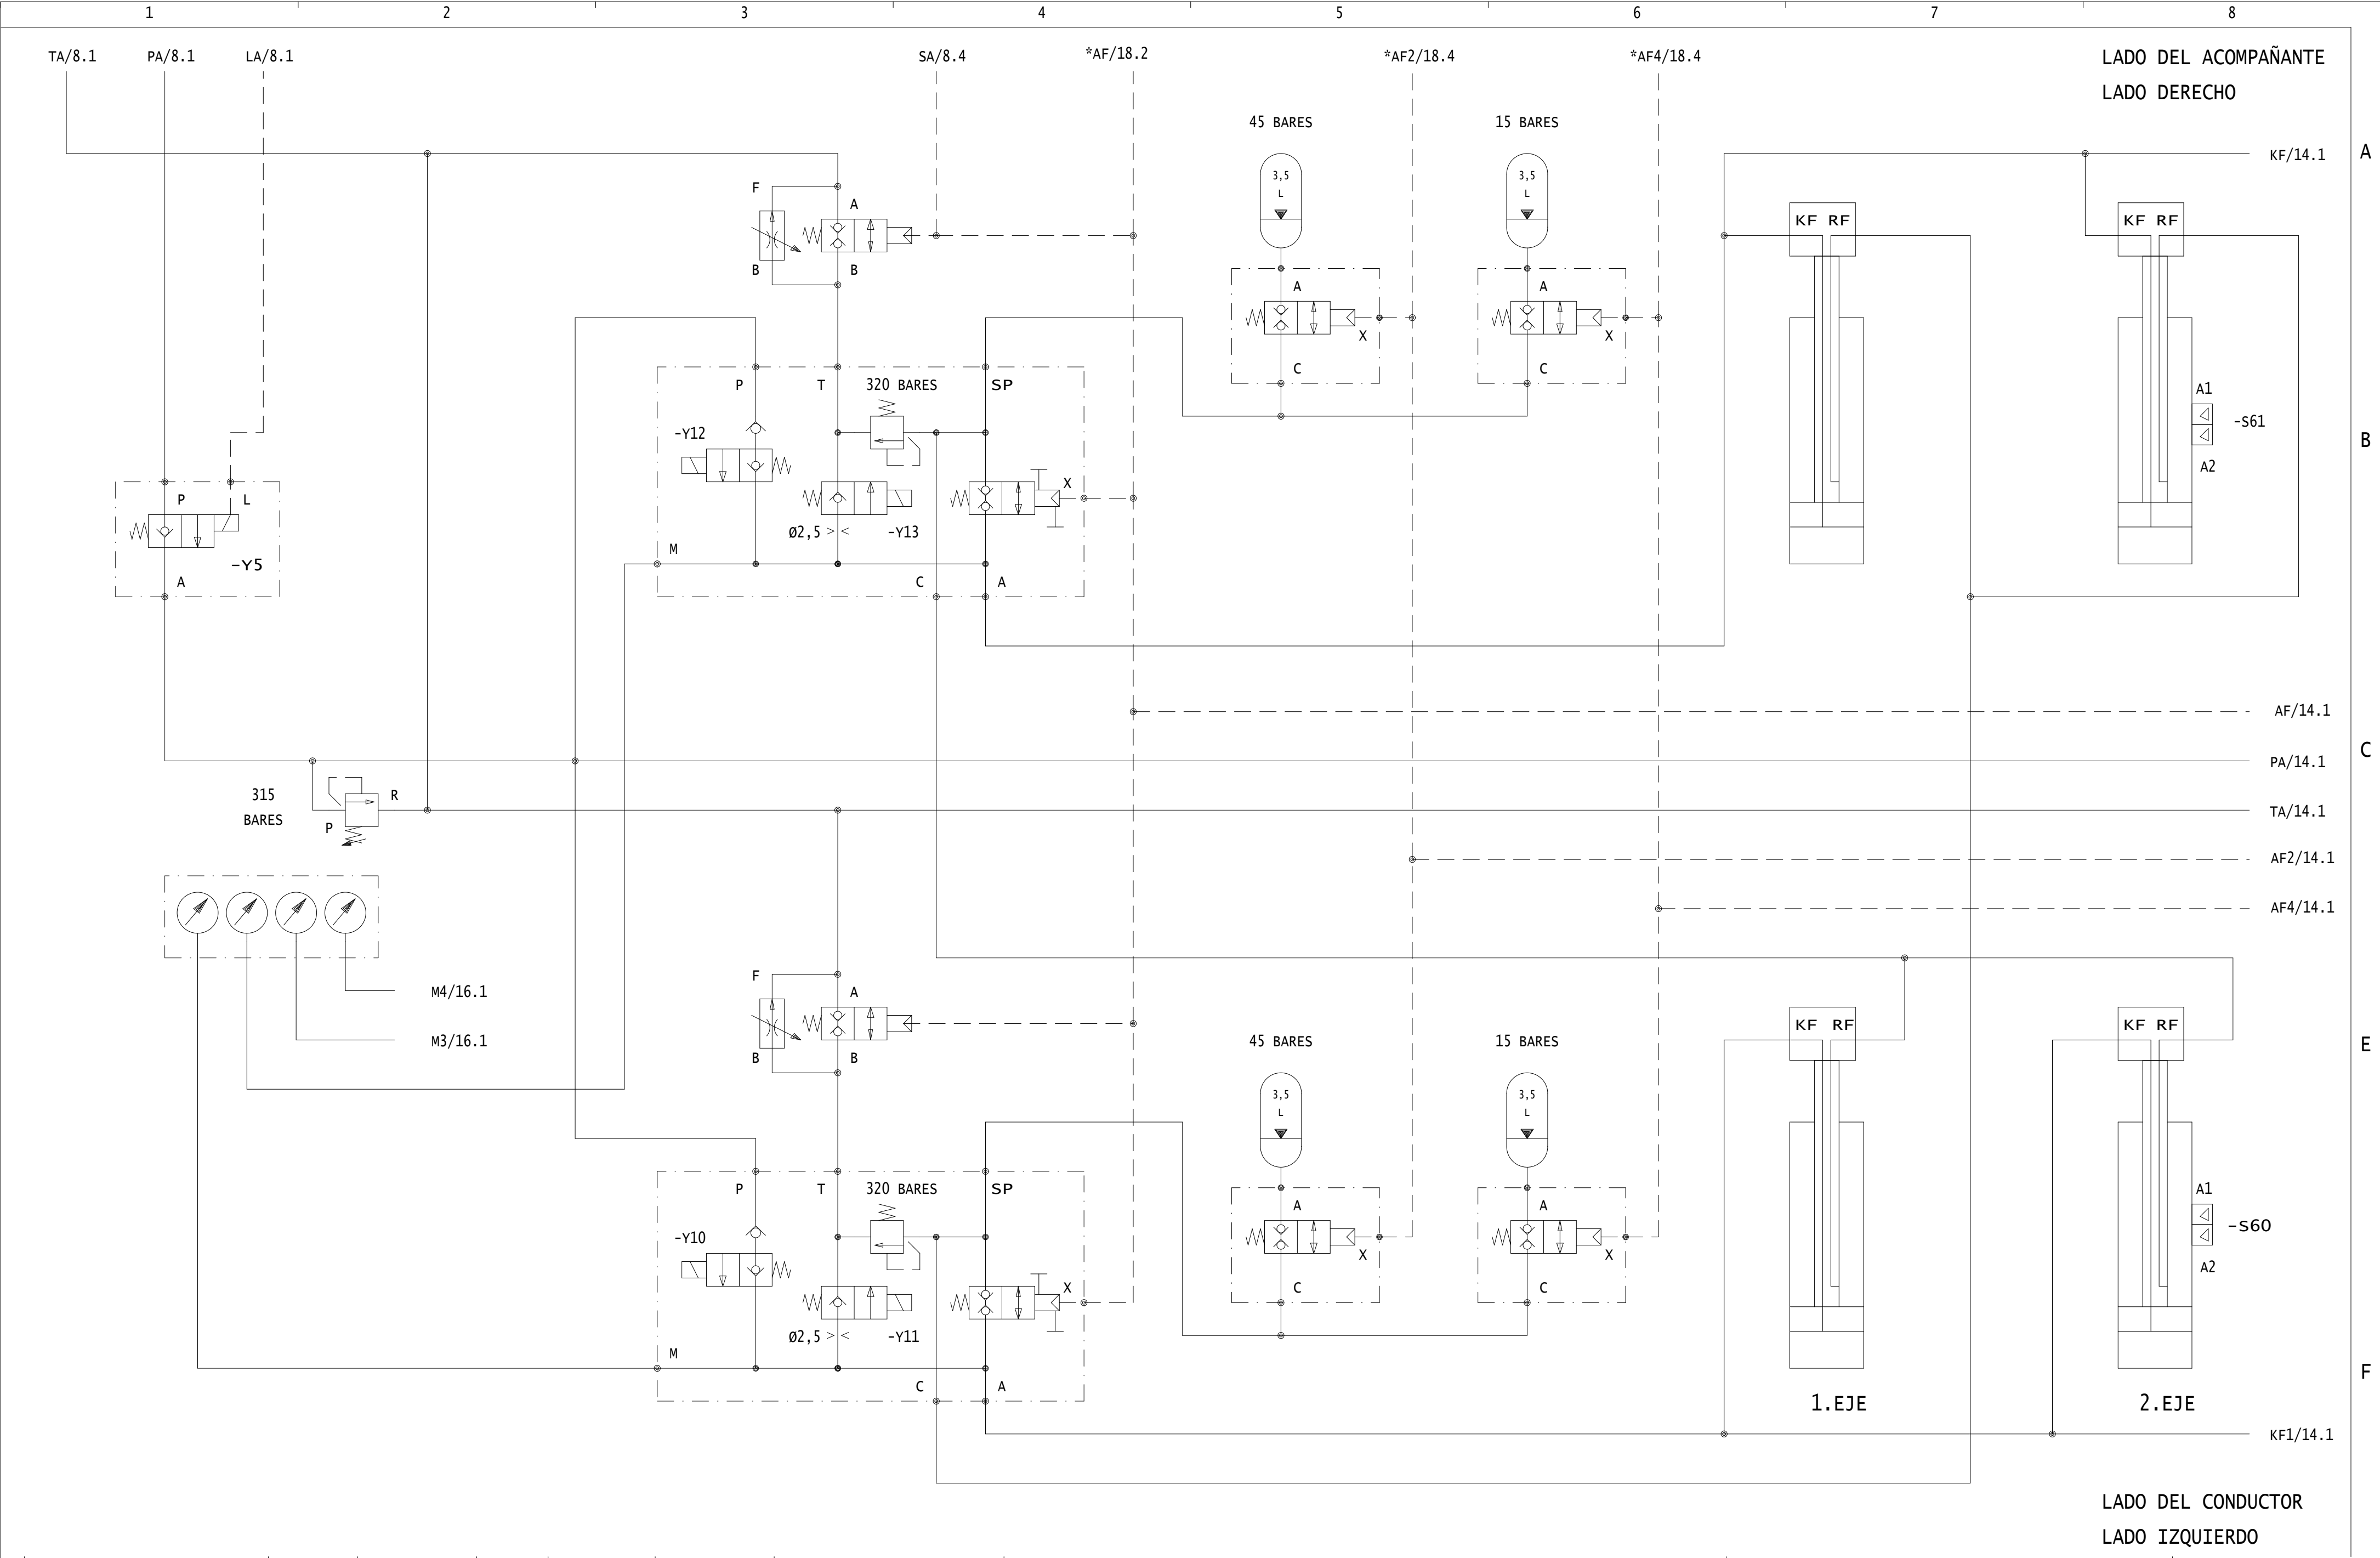 1 2 3 4 5 6 7 8
TA/8.1 PA/8.1 LA/8.1 SA/8.4 *AF/18.2 *AF2/18.4 *AF4/18.4
LADO DEL ACOMPAÑANTE
LADO DERECHO
45 BARES 15 BARES
KF/14.1 A
F 3,5 3,5
L L
A
KF RF KF RF
B B
A A
X X
C C
P T 320 BARES SP
A1
-Y12
-S61
B
A2
X
P L
Ø2,5 > < -Y13
M
-Y5
A C A
AF/14.1
C
PA/14.1
315
BARES
R
P
TA/14.1
AF2/14.1
AF4/14.1
F
M4/16.1
A
KF RF KF RF
M3/16.1
45 BARES 15 BARES
E
B B
3,5 3,5
L L
P T 320 BARES SP
A1
A A
-S60
-Y10
X X
A2
X
C C
Ø2,5 > < -Y11
M
F
C A
1.EJE 2.EJE
KF1/14.1
LADO DEL CONDUCTOR
LADO IZQUIERDO